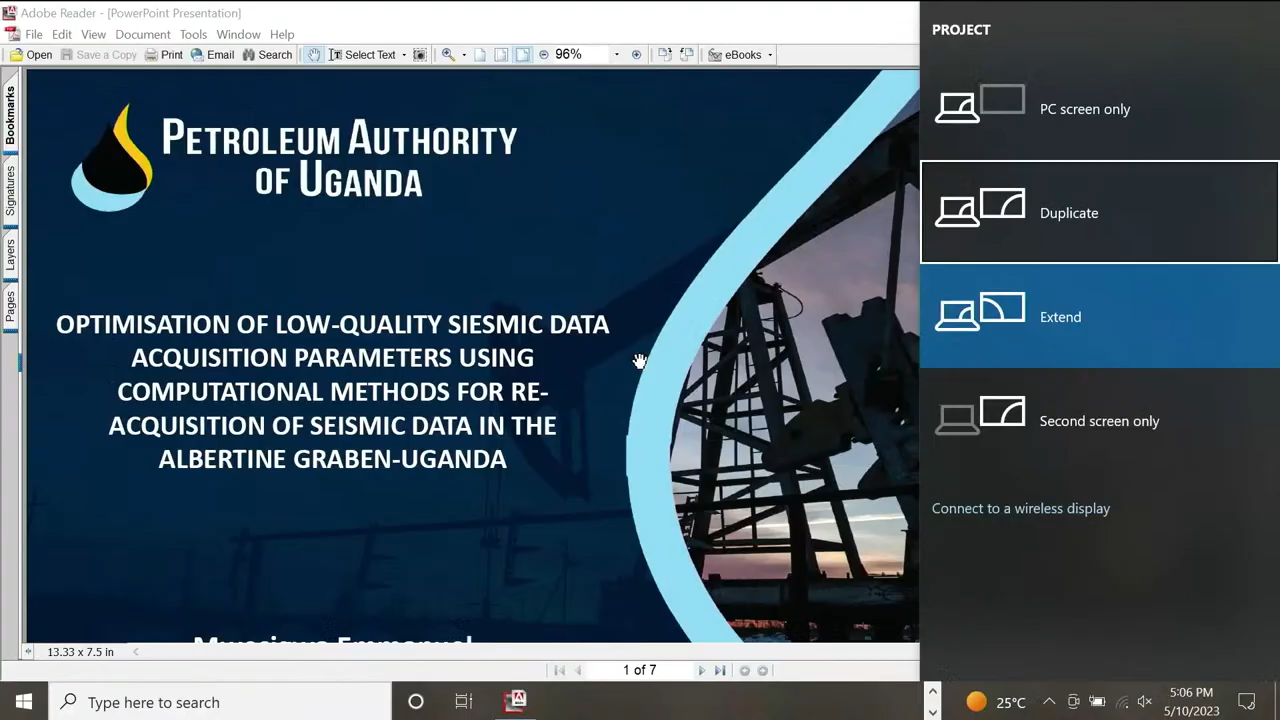 Adobe Reader - [PowerPoint Presentation]
File Edit View Document Tools Window Help
Open Save a Copy Print Email Search Select Text 96% eBooks
Bookmarks
Signatures
Layers
Pages
PETROLEUM AUTHORITY
OF UGANDA
OPTIMISATION OF LOW-QUALITY SIESMIC DATA
ACQUISITION PARAMETERS USING
COMPUTATIONAL METHODS FOR RE-
ACQUISITION OF SEISMIC DATA IN THE
ALBERTINE GRABEN-UGANDA
13.33 x 7.5 in
1 of 7
PROJECT
PC screen only
Duplicate
Extend
Second screen only
Connect to a wireless display
Type here to search
25°C
5:06 PM
5/10/2023